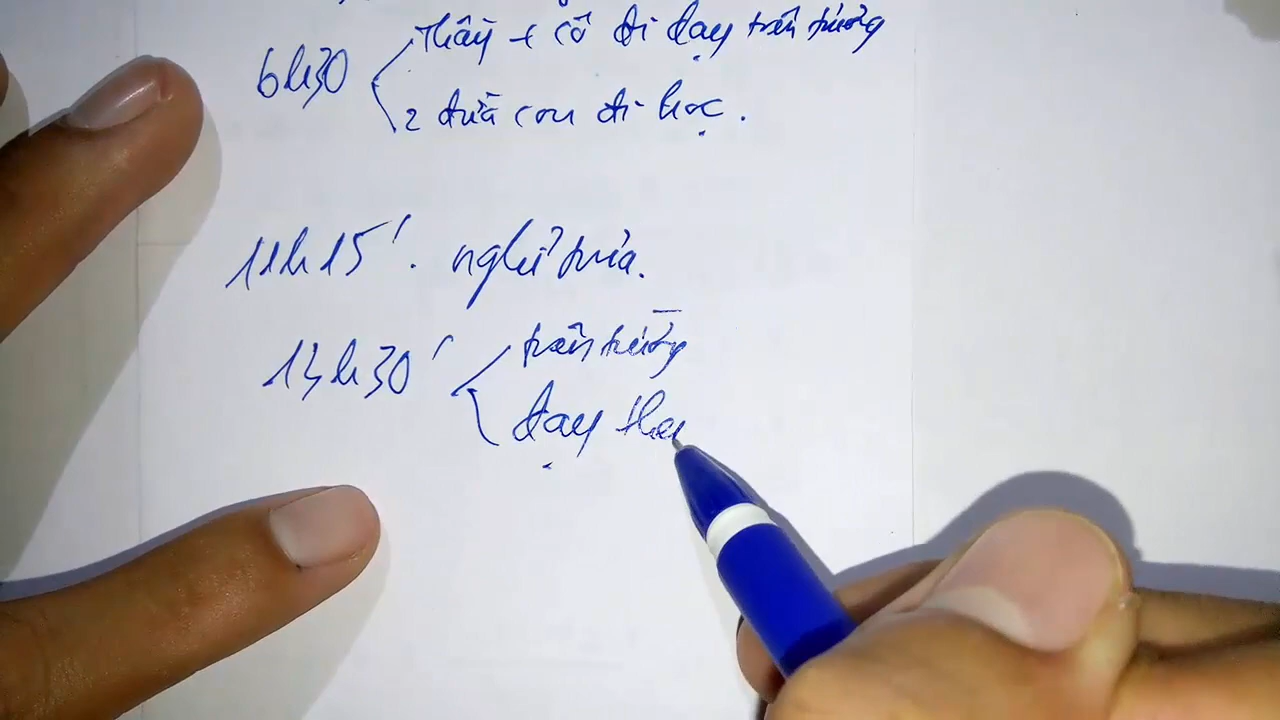 thầy + cô đi dạy trên trường
6h30
2 đứa con đi học.
11h15'. nghỉ trưa.
trên trường
13h30'
dạy thê